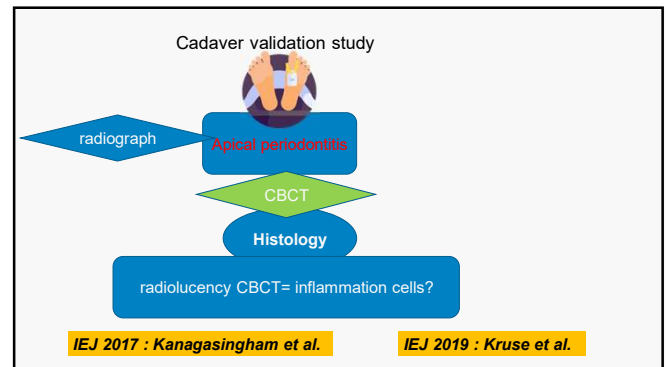 Cadaver validation study
radiograph
Apical periodontitis
CBCT
Histology
radiolucency CBCT= inflammation cells?
IEJ 2017 : Kanagasingham et al.
IEJ 2019 : Kruse et al.